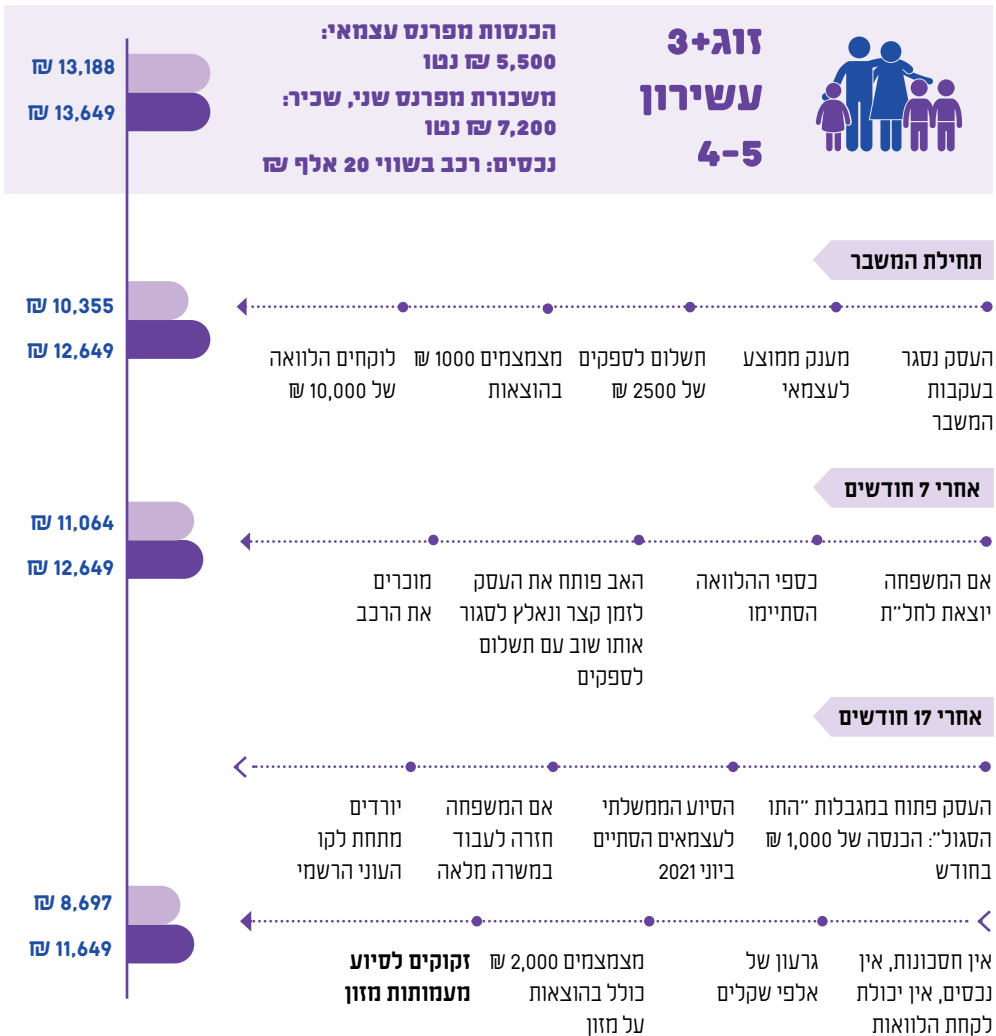 זוג+3
עשירון
4-5
הכנסות מפרנס עצמאי:
5,500 ₪ נטו
משכורת מפרנס שני, שכיר:
7,200 ₪ נטו
נכסים: רכב בשווי 20 אלף ₪
13,188 ₪
13,649 ₪
תחילת המשבר
העסק נסגר
בעקבות
המשבר
מענק ממוצע
לעצמאי
תשלום לספקים
של 2500 ₪
מצמצמים 1000 ₪
בהוצאות
לוקחים הלוואה
של 10,000 ₪
10,355 ₪
12,649 ₪
אחרי 7 חודשים
אם המשפחה
יוצאת לחל״ת
כספי ההלוואה
הסתיימו
האב פותח את העסק
לזמן קצר ונאלץ לסגור
אותו שוב עם תשלום
לספקים
מוכרים
את הרכב
11,064 ₪
12,649 ₪
אחרי 17 חודשים
העסק פתוח במגבלות ״התו
הסגול״: הכנסה של 1,000 ₪
בחודש
הסיוע הממשלתי
לעצמאים הסתיים
ביוני 2021
אם המשפחה
חזרה לעבוד
במשרה מלאה
יורדים
מתחת לקו
העוני הרשמי
אין חסכונות, אין
נכסים, אין יכולת
לקחת הלוואות
גרעון של
אלפי שקלים
מצמצמים 2,000 ₪
כולל בהוצאות
על מזון
זקוקים לסיוע
מעמותות מזון
8,697 ₪
11,649 ₪